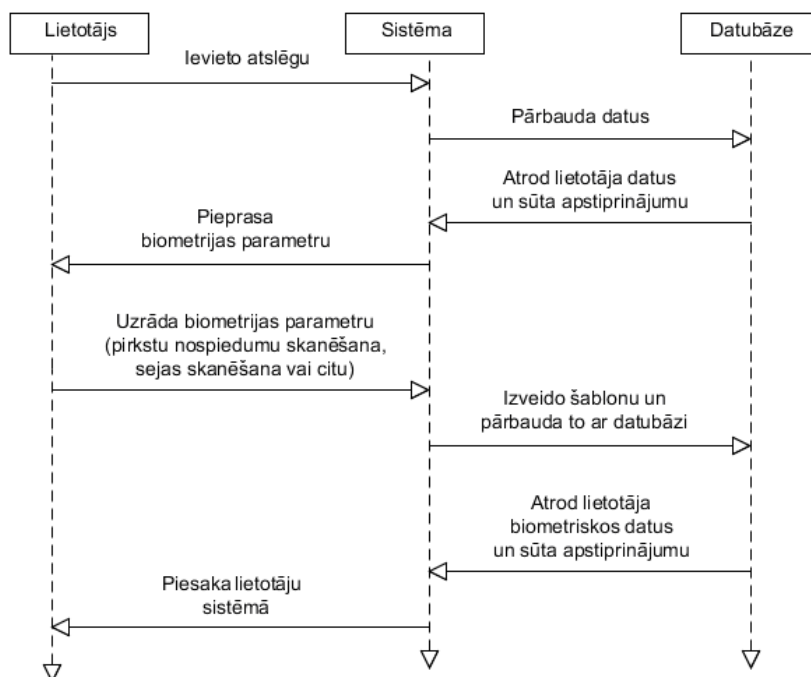 Lietotājs
Sistēma
Datubāze
Ievieto atslēgu
Pārbauda datus
Atrod lietotāja datus
un sūta apstiprinājumu
Pieprasa
biometrijas parametru
Uzrāda biometrijas parametru
(pirkstu nospiedumu skanēšana,
sejas skanēšana vai citu)
Izveido šablonu un
pārbauda to ar datubāzi
Atrod lietotāja
biometriskos datus
un sūta apstiprinājumu
Piesaka lietotāju
sistēmā